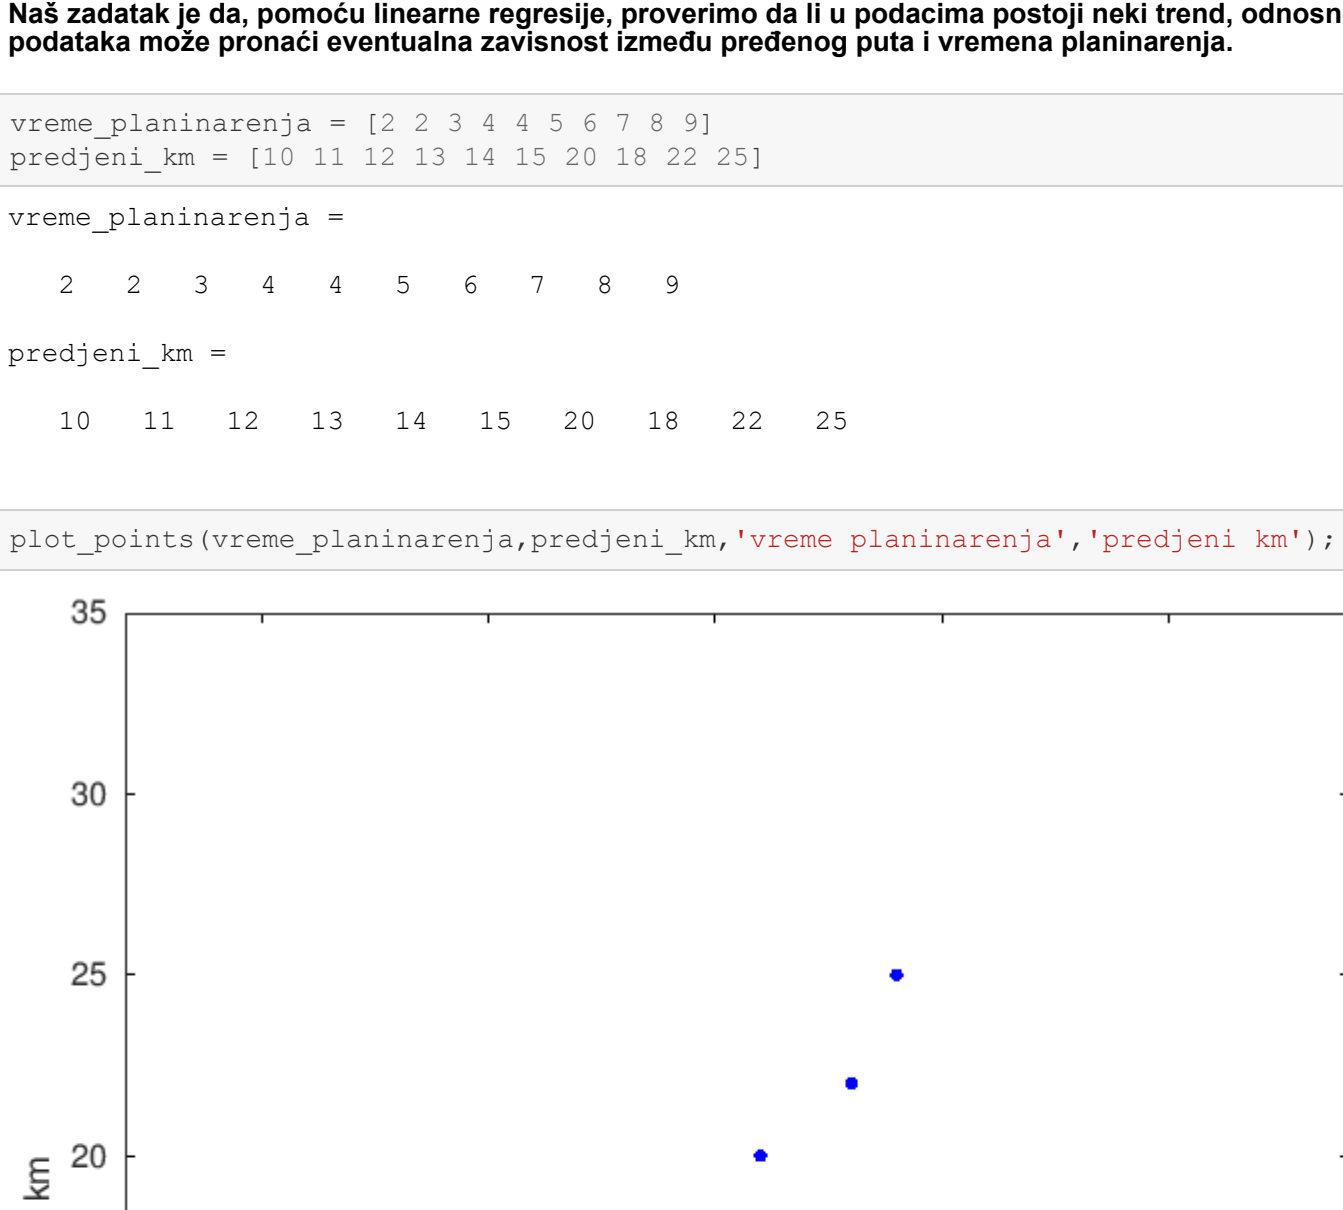 Naš zadatak je da, pomoću linearne regresije, proverimo da li u podacima postoji neki trend, odnosn
podataka može pronaći eventualna zavisnost između pređenog puta i vremena planinarenja.
vreme_planinarenja = [2 2 3 4 4 5 6 7 8 9]
predjeni_km = [10 11 12 13 14 15 20 18 22 25]
vreme_planinarenja =
2 2 3 4 4 5 6 7 8 9
predjeni_km =
10 11 12 13 14 15 20 18 22 25
plot_points(vreme_planinarenja,predjeni_km,'vreme planinarenja','predjeni km');
35
30
25
20
km